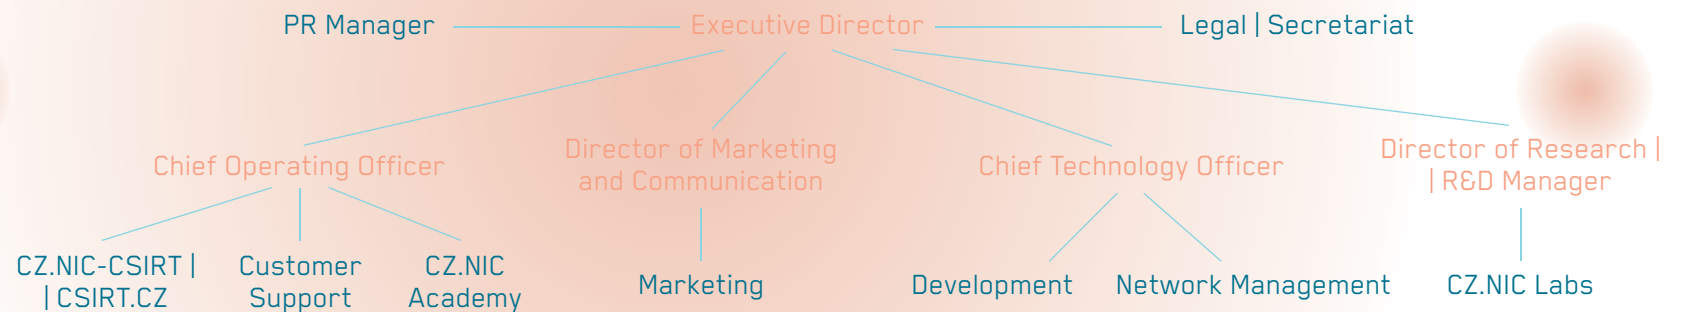 PR Manager
Executive Director
Legal | Secretariat
Chief Operating Officer
Director of Marketing
and Communication
Chief Technology Officer
Director of Research |
| R&D Manager
CZ.NIC-CSIRT |
| CSIRT.CZ
Customer
Support
CZ.NIC
Academy
Marketing
Development
Network Management
CZ.NIC Labs